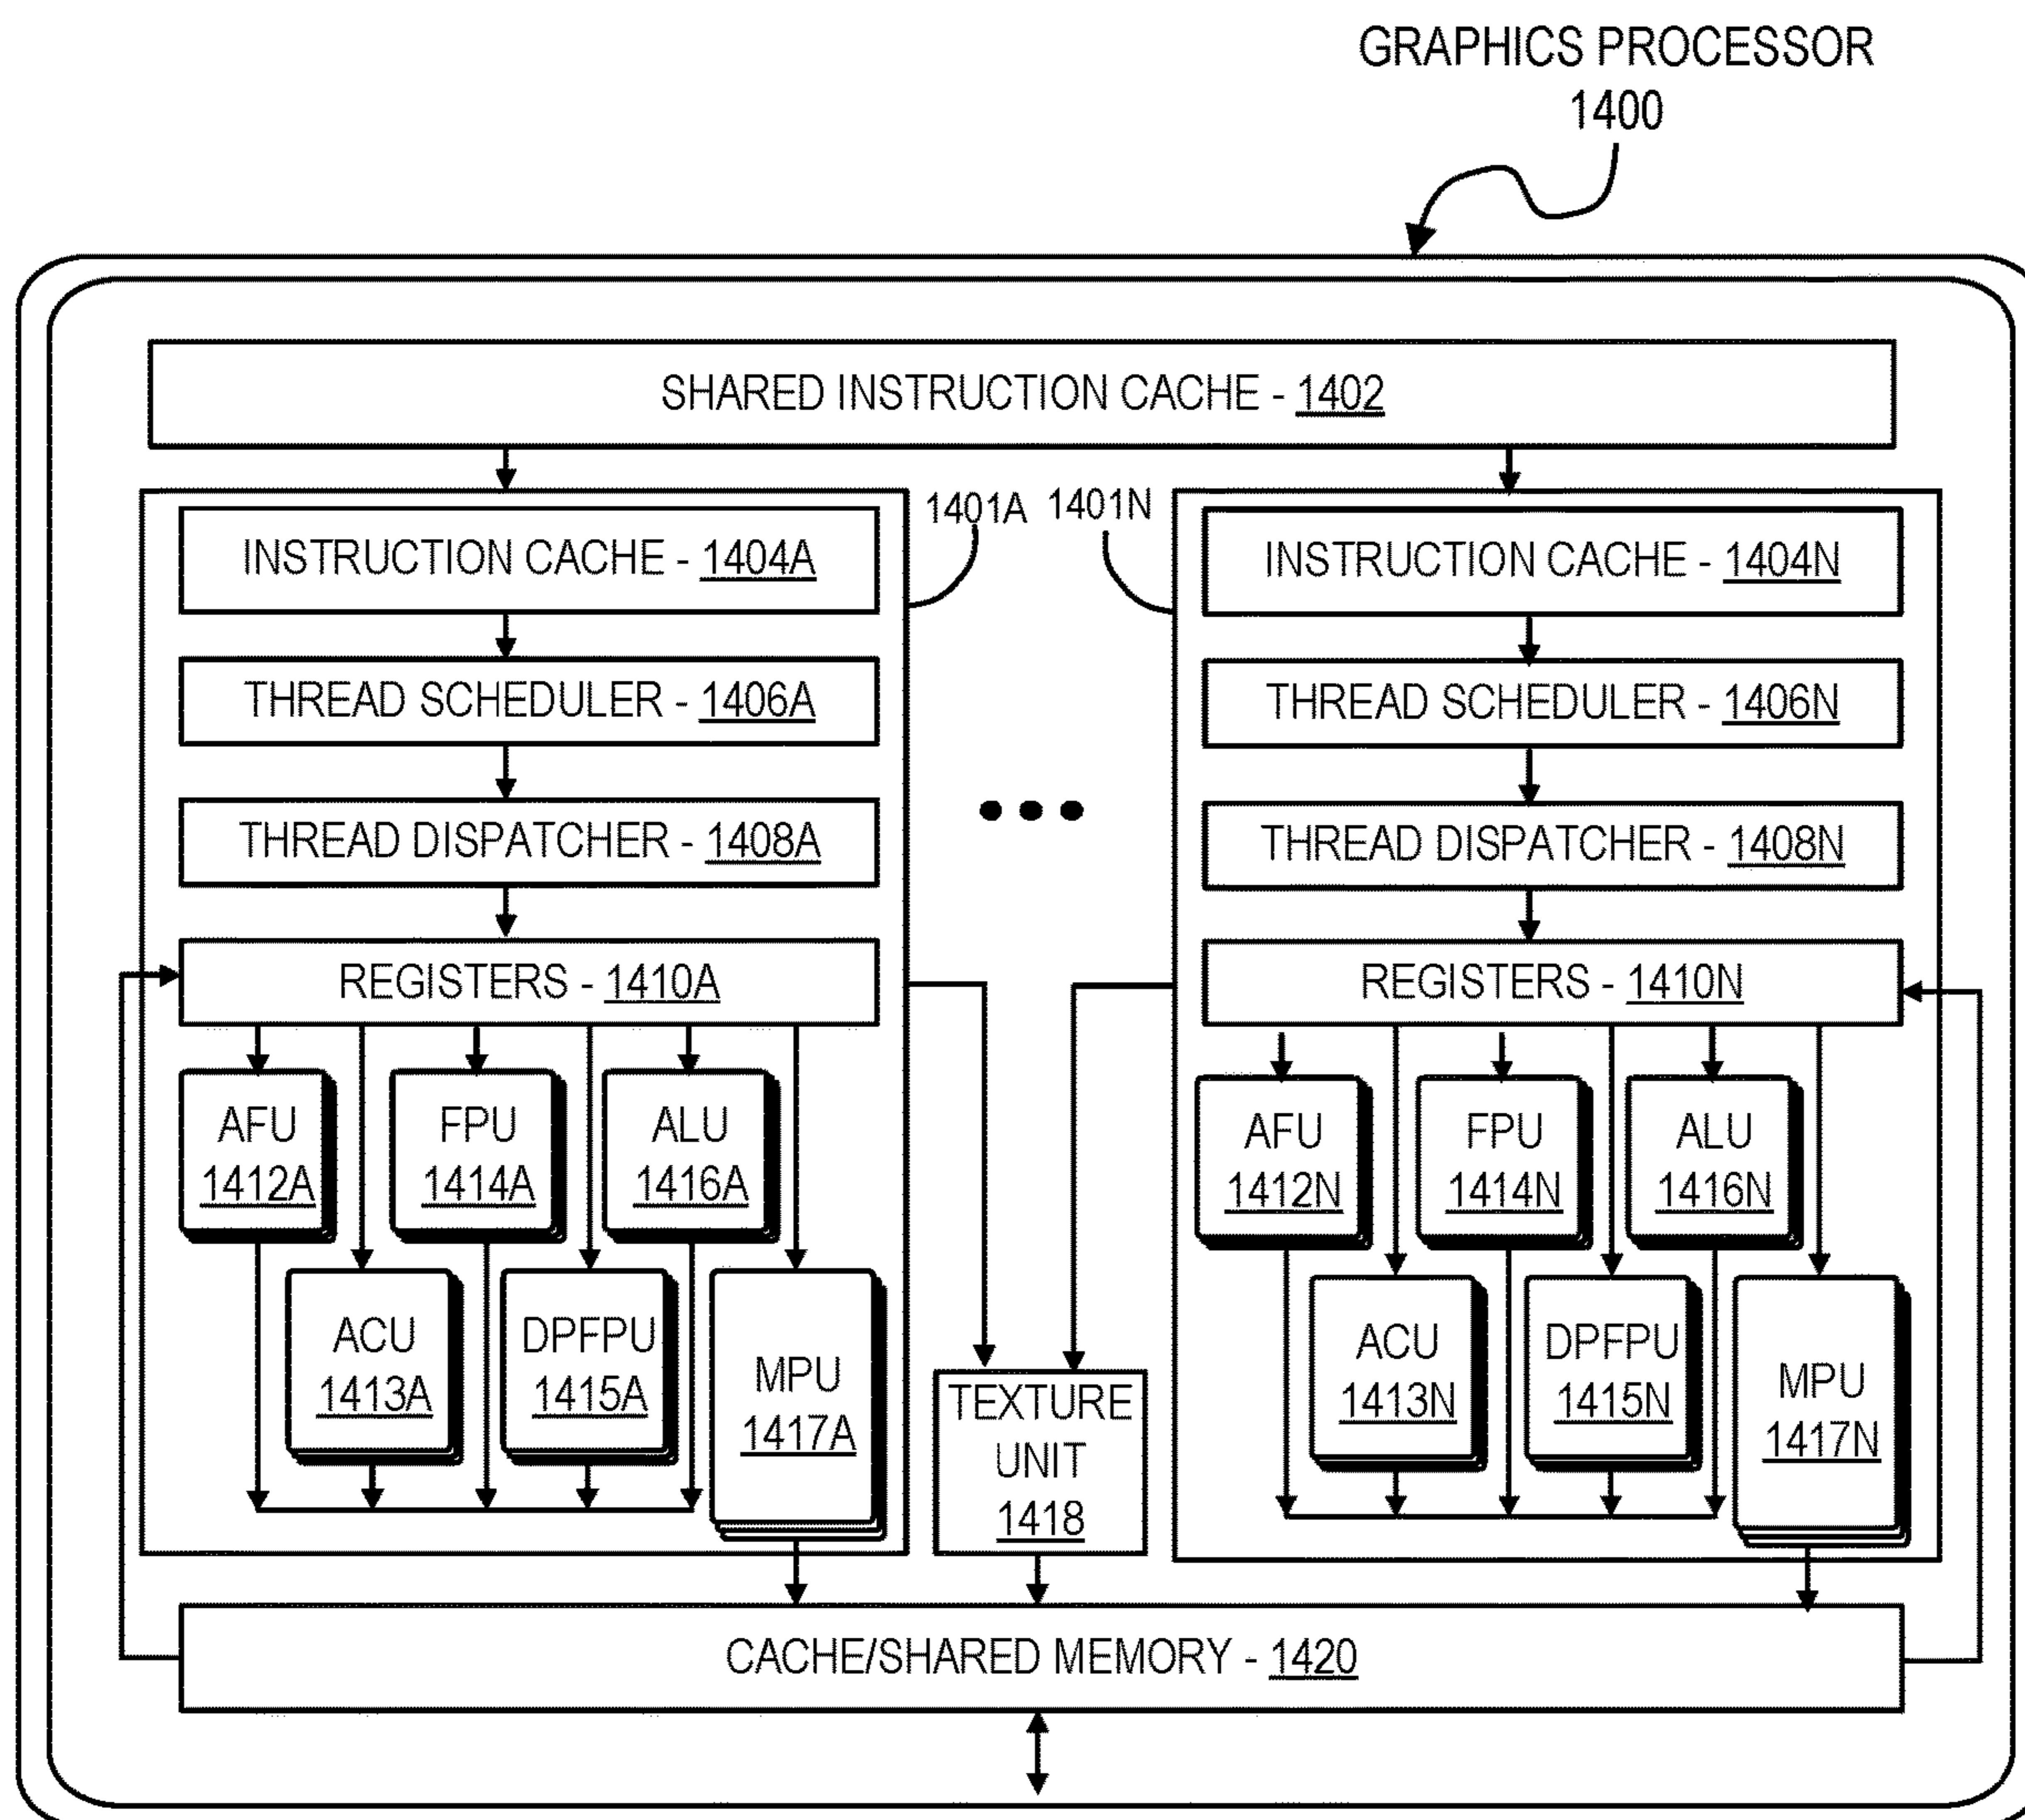 GRAPHICS PROCESSOR
1400
SHARED INSTRUCTION CACHE - 1402
1401A
1401N
INSTRUCTION CACHE - 1404A
THREAD SCHEDULER - 1406A
THREAD DISPATCHER - 1408A
REGISTERS - 1410A
AFU
1412A
FPU
1414A
ALU
1416A
ACU
1413A
DPFPU
1415A
MPU
1417A
TEXTURE
UNIT
1418
INSTRUCTION CACHE - 1404N
THREAD SCHEDULER - 1406N
THREAD DISPATCHER - 1408N
REGISTERS - 1410N
AFU
1412N
FPU
1414N
ALU
1416N
ACU
1413N
DPFPU
1415N
MPU
1417N
CACHE/SHARED MEMORY - 1420